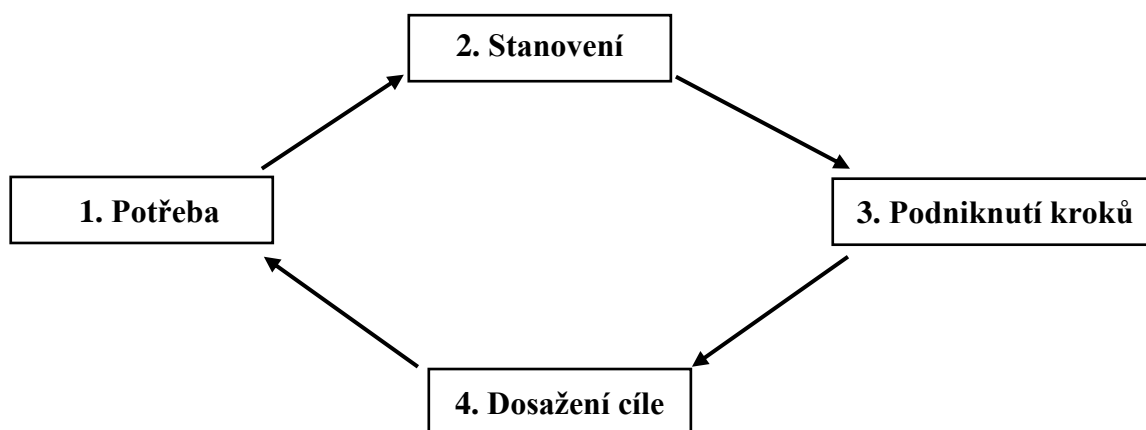 2. Stanovení
1. Potřeba
3. Podniknutí kroků
4. Dosažení cíle